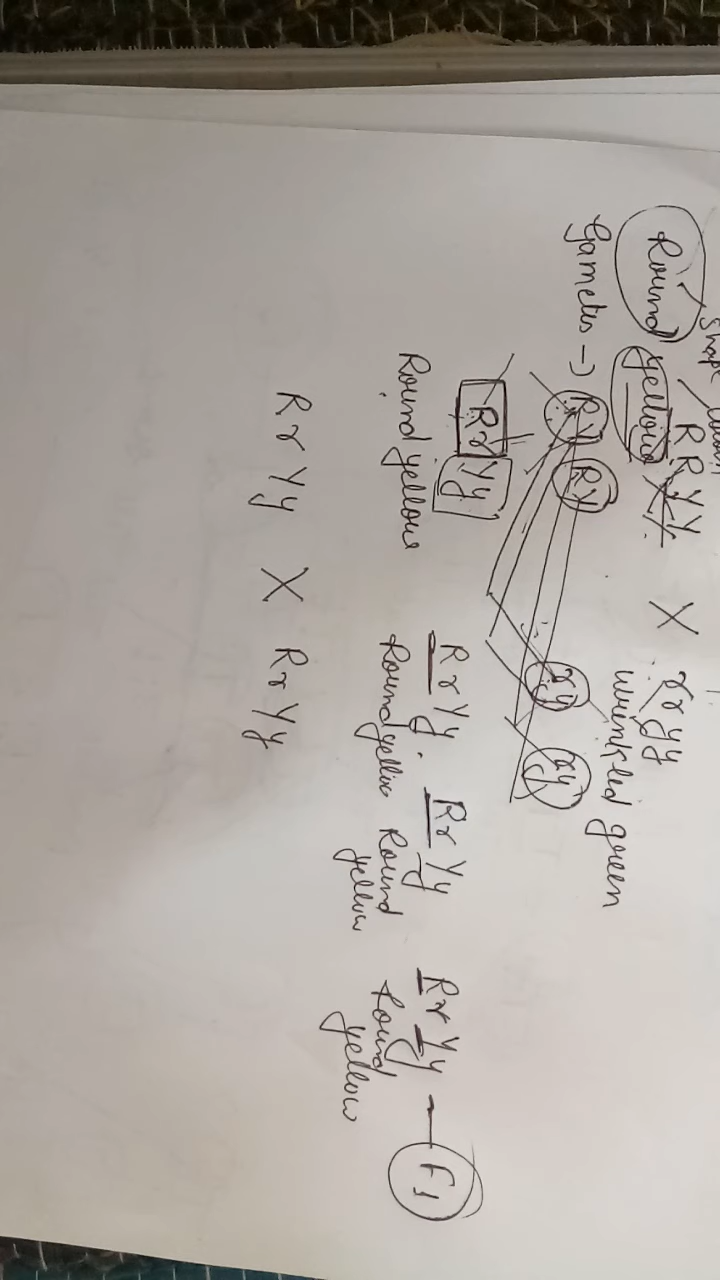 shape
RRYY X rryy
Round yellow wrinkled green
Gametes → RY RY ry ry
RrYy RrYy. RrYy RrYy — F1
Round yellow Round yellow Round yellow Round yellow
RrYy X RrYy